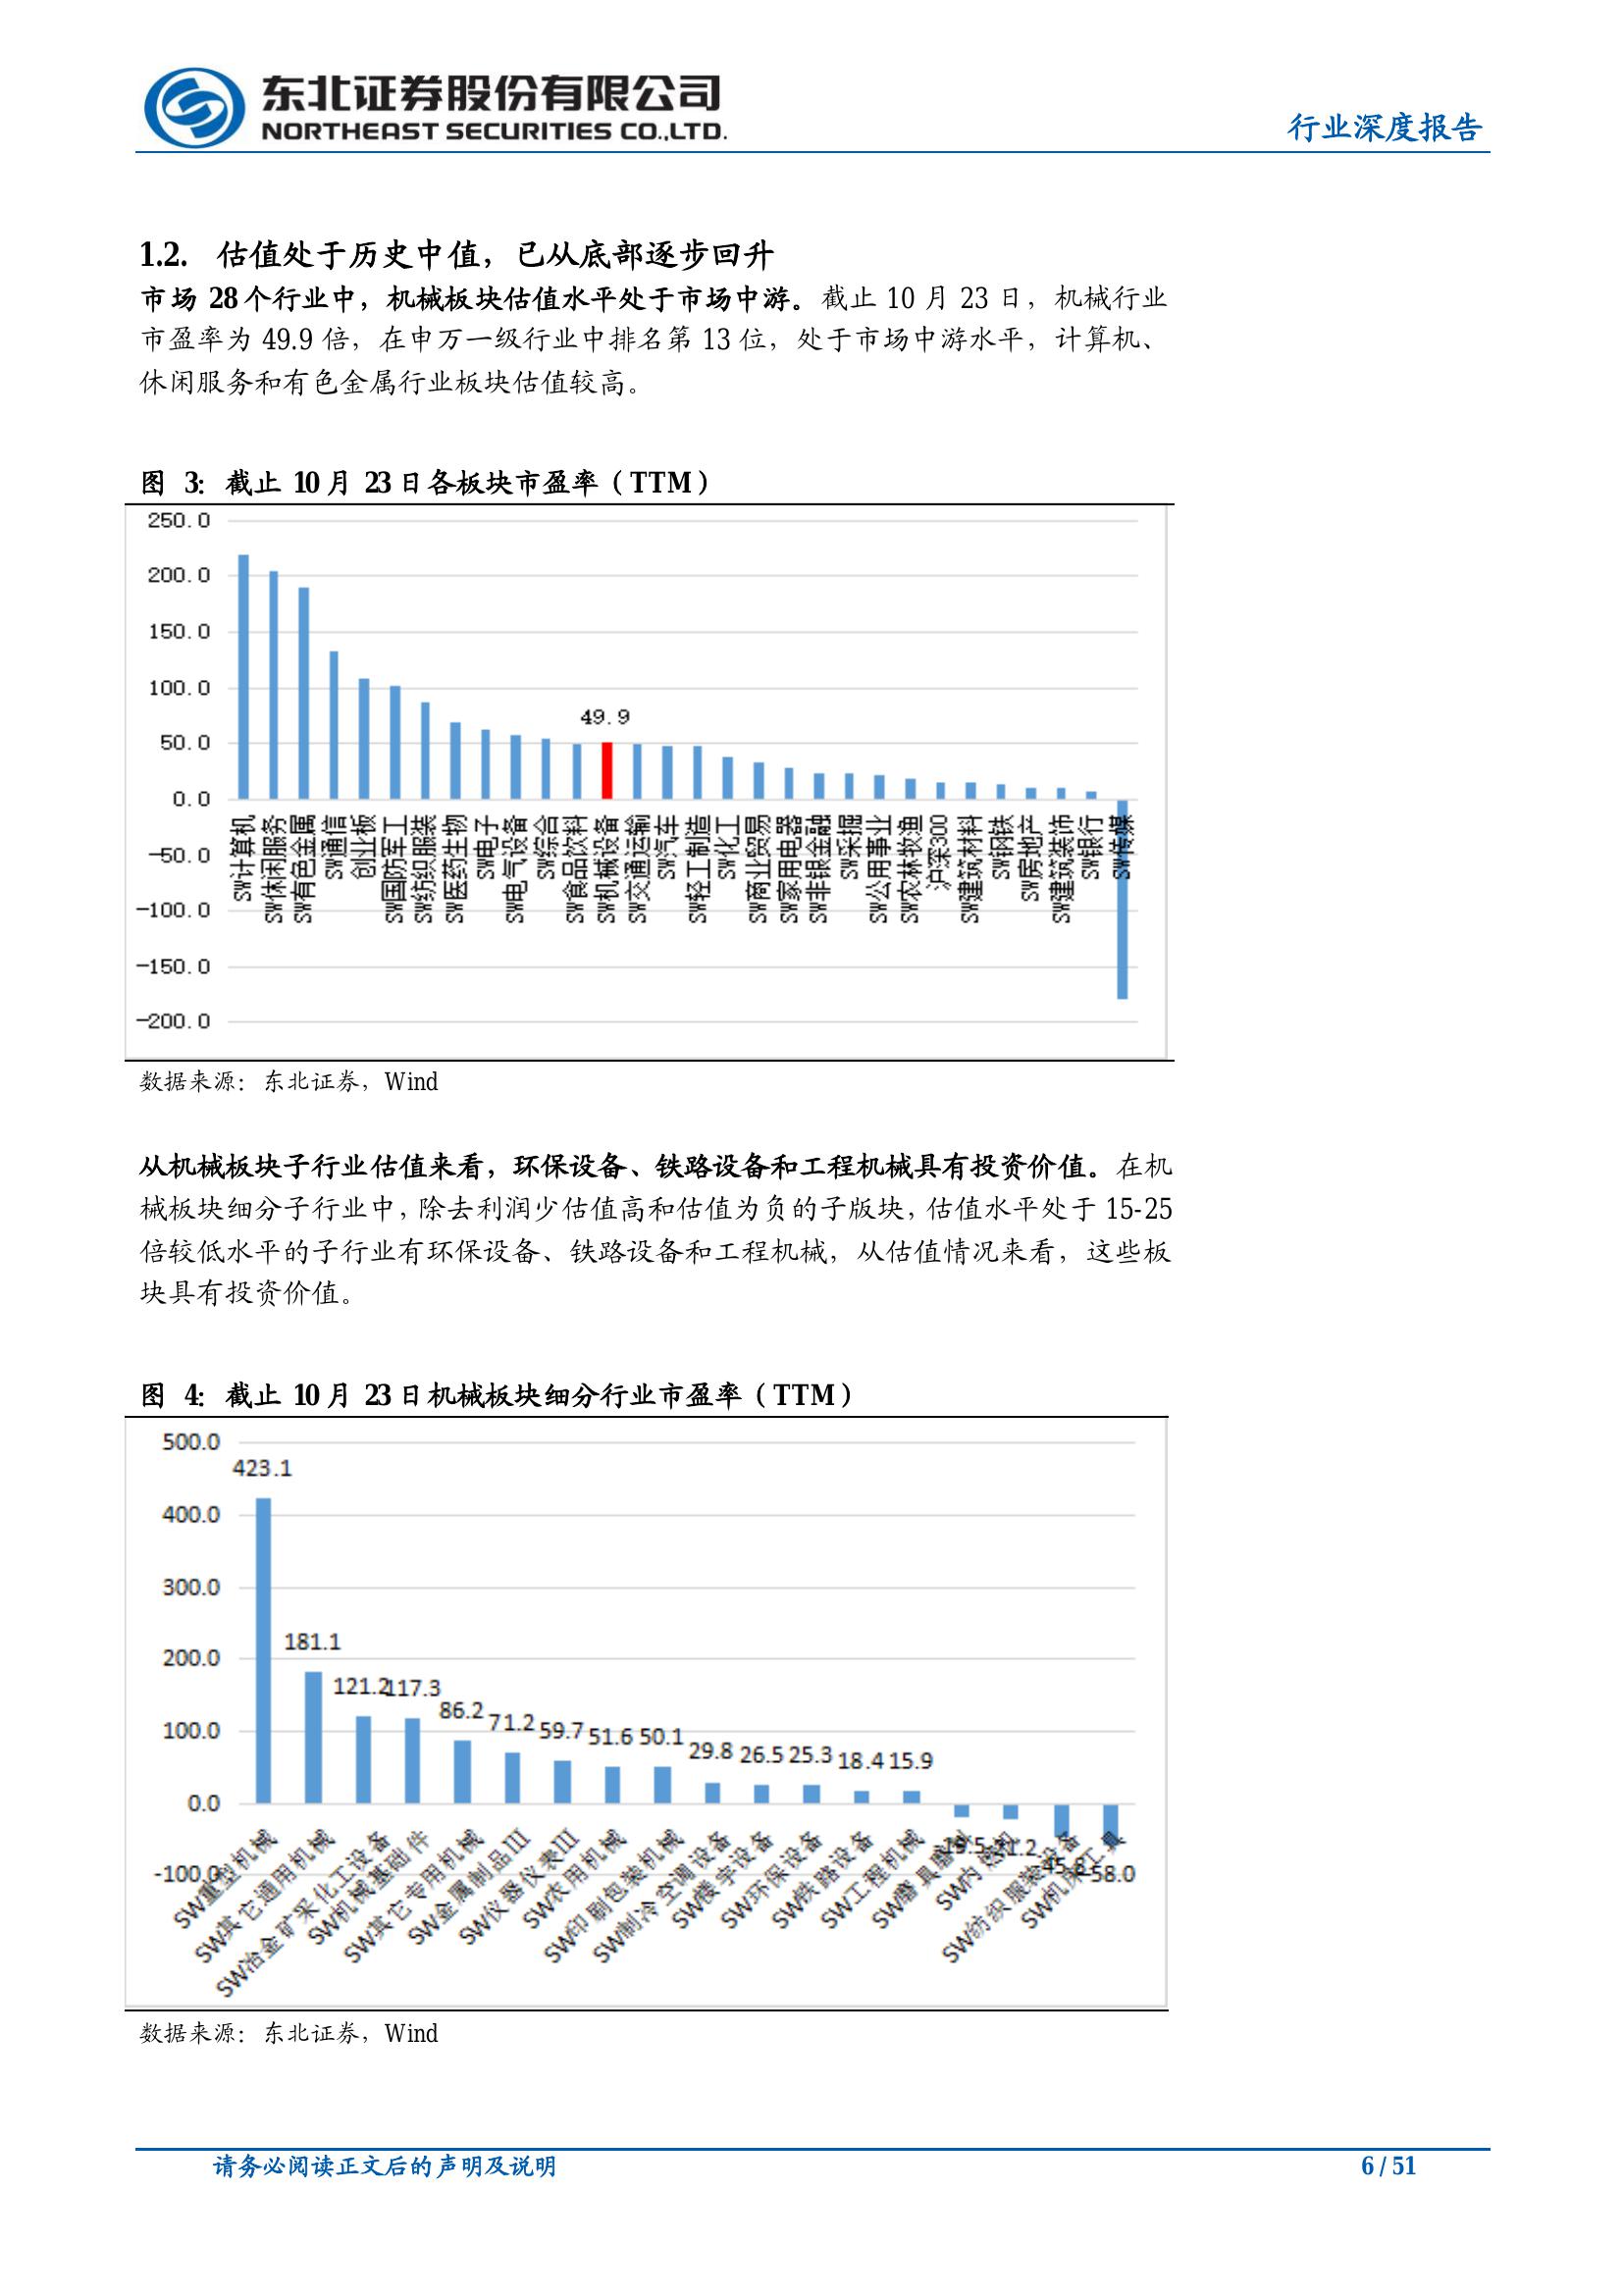 东北证券股份有限公司
NORTHEAST SECURITIES CO.,LTD.
行业深度报告
1.2. 估值处于历史中值，已从底部逐步回升
市场 28 个行业中，机械板块估值水平处于市场中游。截止 10 月 23 日，机械行业
市盈率为 49.9 倍，在申万一级行业中排名第 13 位，处于市场中游水平，计算机、
休闲服务和有色金属行业板块估值较高。
图 3: 截止 10 月 23 日各板块市盈率（TTM）
250.0
200.0
150.0
100.0
50.0
0.0
-50.0
-100.0
-150.0
-200.0
49.9
SW计算机
SW休闲服务
SW有色金属
SW通信
创业板
SW国防军工
SW纺织服装
SW医药生物
SW电子
SW电气设备
SW综合
SW食品饮料
SW机械设备
SW交通运输
SW汽车
SW轻工制造
SW化工
SW商业贸易
SW家用电器
SW非银金融
SW采掘
SW公用事业
SW农林牧渔
沪深300
SW建筑材料
SW钢铁
SW房地产
SW建筑装饰
SW银行
SW传媒
数据来源：东北证券，Wind
从机械板块子行业估值来看，环保设备、铁路设备和工程机械具有投资价值。在机
械板块细分子行业中，除去利润少估值高和估值为负的子版块，估值水平处于 15-25
倍较低水平的子行业有环保设备、铁路设备和工程机械，从估值情况来看，这些板
块具有投资价值。
图 4: 截止 10 月 23 日机械板块细分行业市盈率（TTM）
500.0
400.0
300.0
200.0
100.0
0.0
-100.0
423.1
181.1
121.2
117.3
86.2
71.2
59.7
51.6
50.1
29.8
26.5
25.3
18.4
15.9
-45.8
-58.0
SW重型机械
SW其它通用机械
SW冶金矿采化工设备
SW机械基础件
SW其它专用机械
SW金属制品III
SW仪器仪表III
SW农用机械
SW印刷包装机械
SW制冷空调设备
SW楼宇设备
SW环保设备
SW铁路设备
SW工程机械
SW磨具磨料
SW内燃机
SW纺织服装设备
SW机床工具
数据来源：东北证券，Wind
请务必阅读正文后的声明及说明
6 / 51